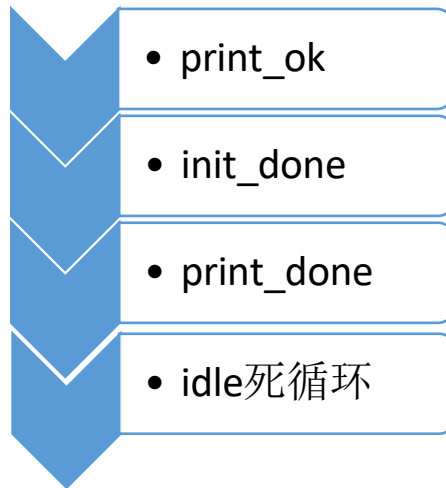 • print_ok
• init_done
• print_done
• idle死循环